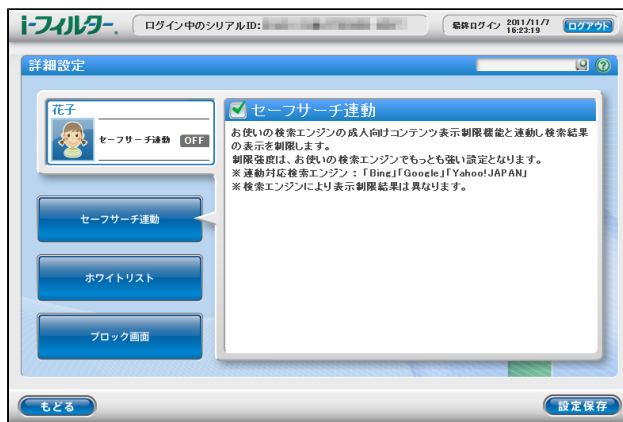 i-フィルター.
ログイン中のシリアルID:
最終ログイン 2011/11/7 16:23:19
ログアウト
詳細設定
花子
セーフサーチ連動 OFF
セーフサーチ連動
お使いの検索エンジンの成人向けコンテンツ表示制限機能と連動し検索結果
の表示を制限します。
制限強度は、お使いの検索エンジンでもっとも強い設定となります。
※連動対応検索エンジン：「Bing」「Google」「Yahoo!JAPAN」
※検索エンジンにより表示制限結果は異なります。
セーフサーチ連動
ホワイトリスト
ブロック画面
もどる
設定保存